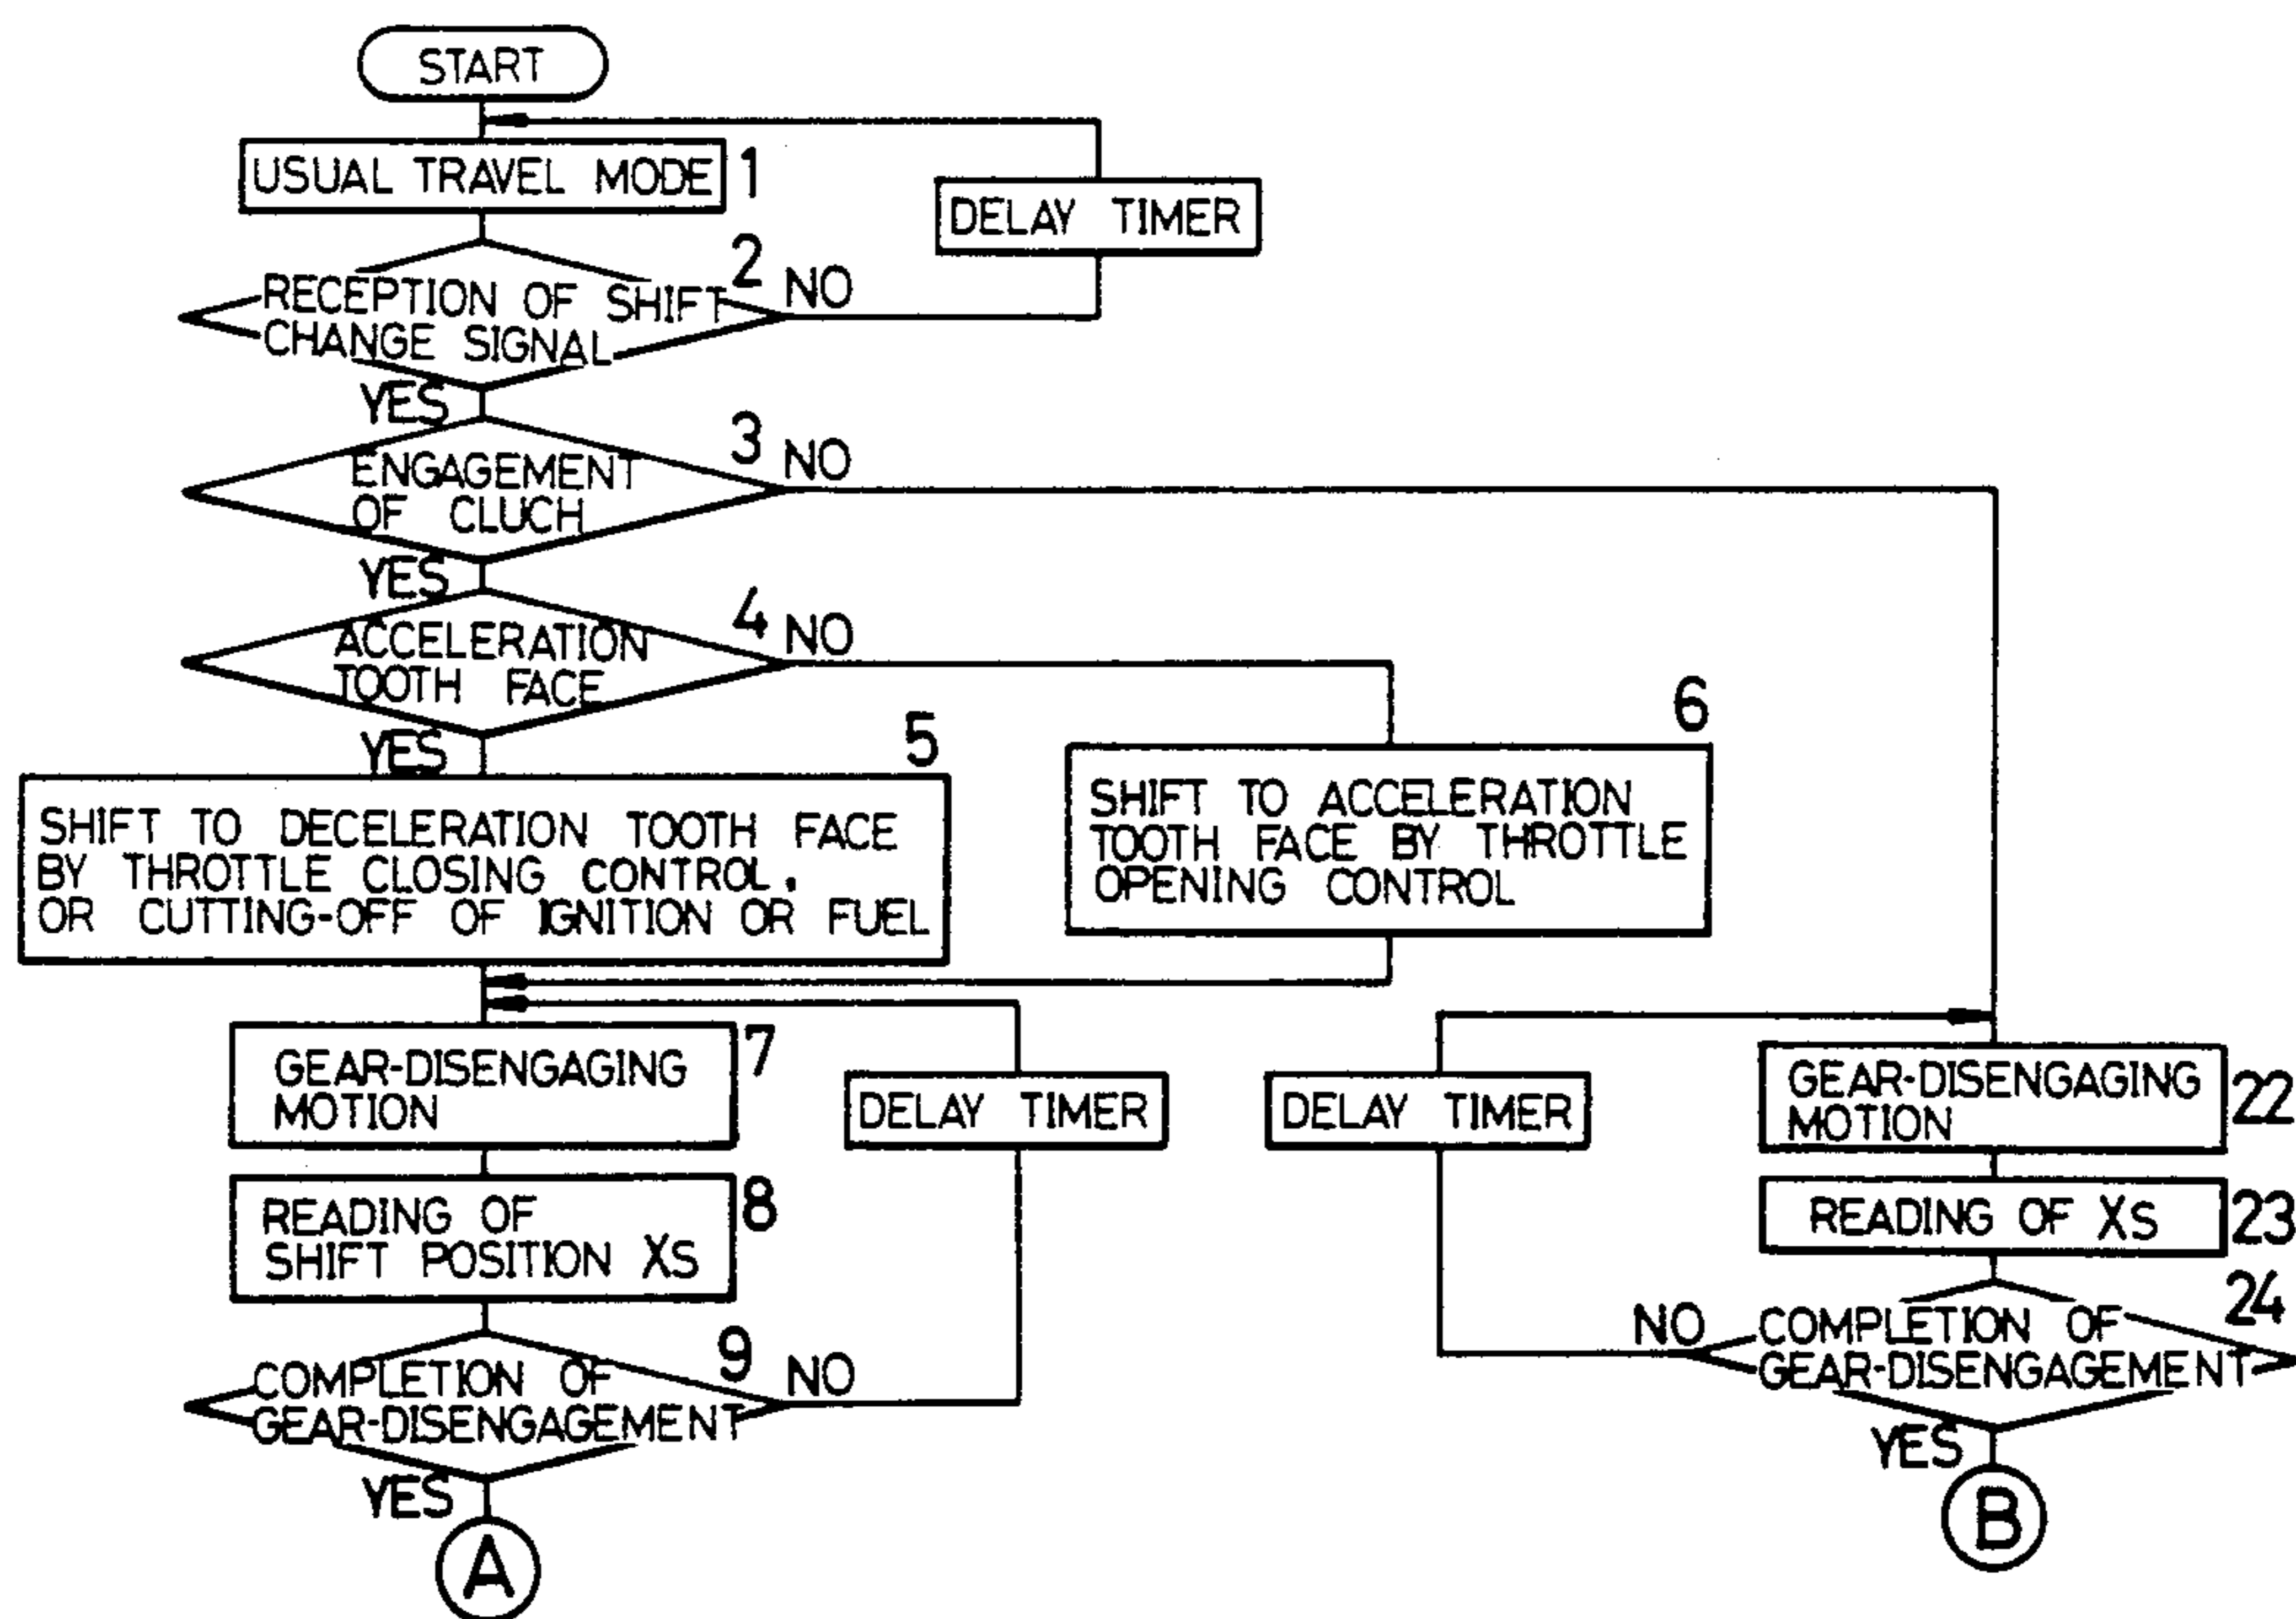 START
USUAL TRAVEL MODE
1
DELAY TIMER
2
RECEPTION OF SHIFT
CHANGE SIGNAL
NO
YES
3
ENGAGEMENT
OF CLUCH
NO
YES
4
ACCELERATION
TOOTH FACE
NO
YES
5
SHIFT TO DECELERATION TOOTH FACE
BY THROTTLE CLOSING CONTROL.
OR CUTTING-OFF OF IGNITION OR FUEL
6
SHIFT TO ACCELERATION
TOOTH FACE BY THROTTLE
OPENING CONTROL
7
GEAR-DISENGAGING
MOTION
DELAY TIMER
8
READING OF
SHIFT POSITION XS
9
COMPLETION OF
GEAR-DISENGAGEMENT
NO
YES
A
DELAY TIMER
GEAR-DISENGAGING
MOTION
22
READING OF XS
23
24
NO
COMPLETION OF
GEAR-DISENGAGEMENT
YES
B